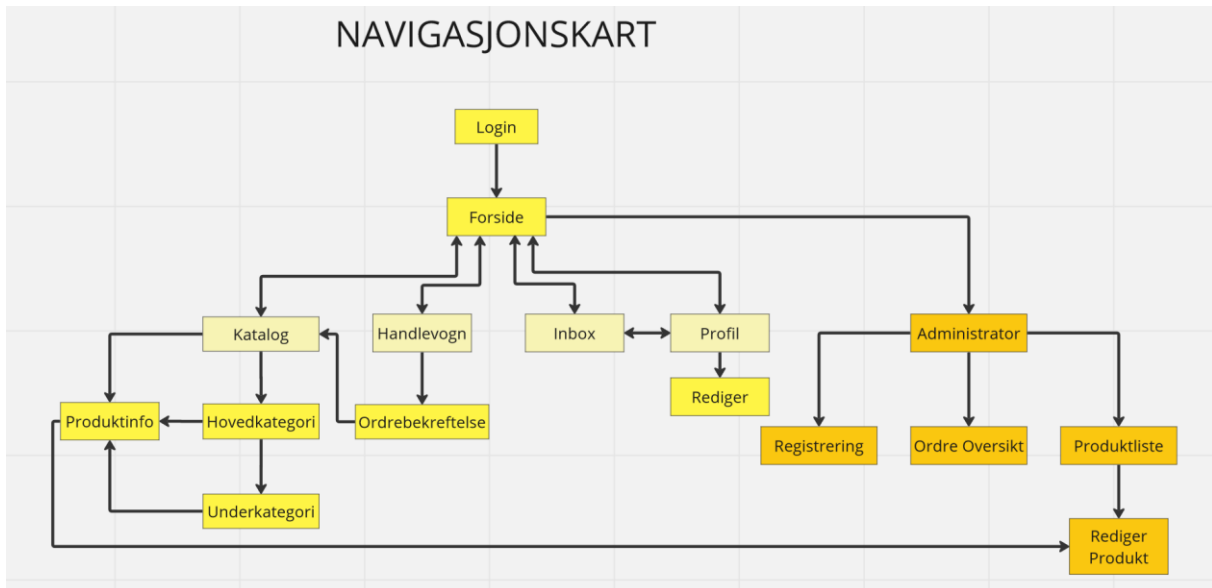 NAVIGASJONSKART
Login
Forside
Katalog
Handlevogn
Inbox
Profil
Administrator
Rediger
Produktinfo
Hovedkategori
Ordrebekreftelse
Registrering
Ordre Oversikt
Produktliste
Underkategori
Rediger
Produkt